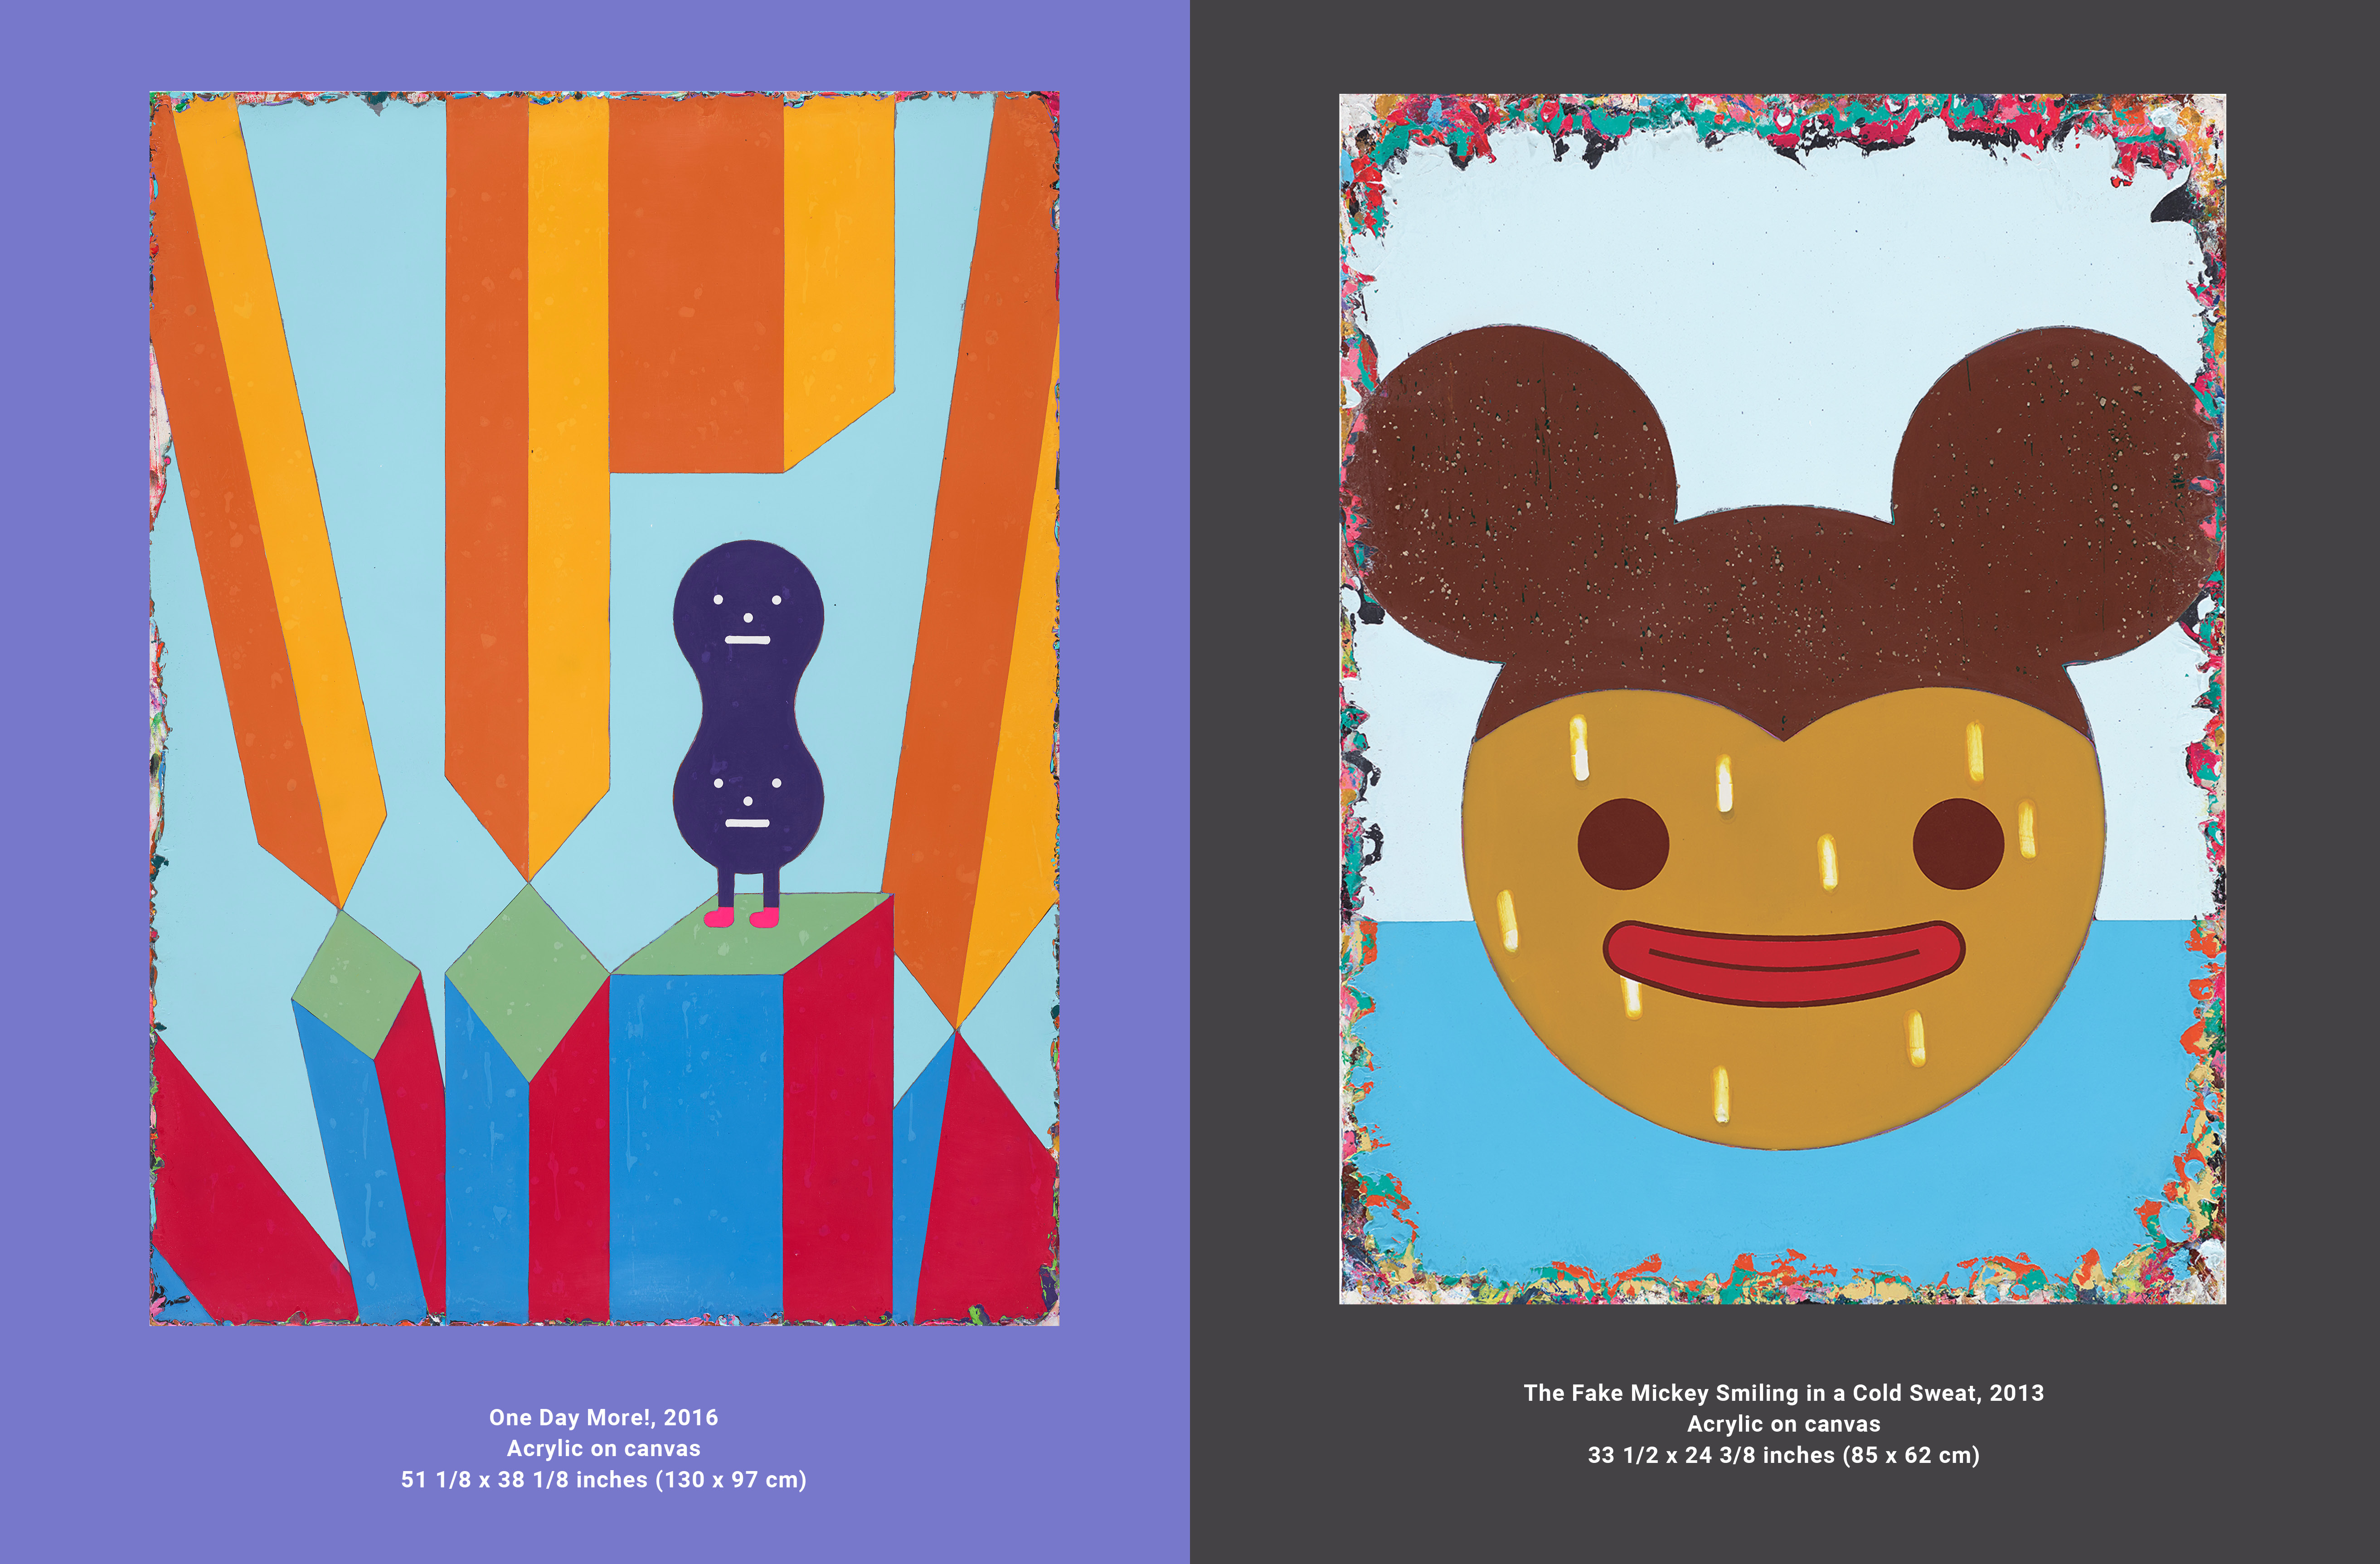 One Day More!, 2016
Acrylic on canvas
51 1/8 x 38 1/8 inches (130 x 97 cm)
The Fake Mickey Smiling in a Cold Sweat, 2013
Acrylic on canvas
33 1/2 x 24 3/8 inches (85 x 62 cm)